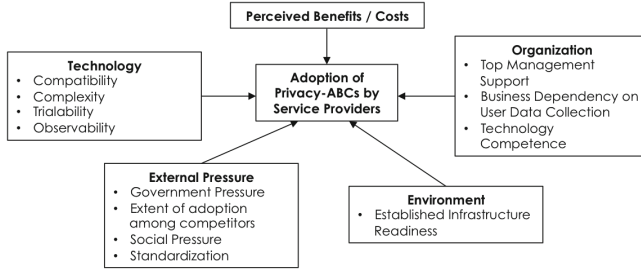 Perceived Benefits / Costs
Technology
• Compatibility
• Complexity
• Trialability
• Observability
Adoption of
Privacy-ABCs by
Service Providers
Organization
• Top Management
Support
• Business Dependency on
User Data Collection
• Technology
Competence
External Pressure
• Government Pressure
• Extent of adoption
among competitors
• Social Pressure
• Standardization
Environment
• Established Infrastructure
Readiness